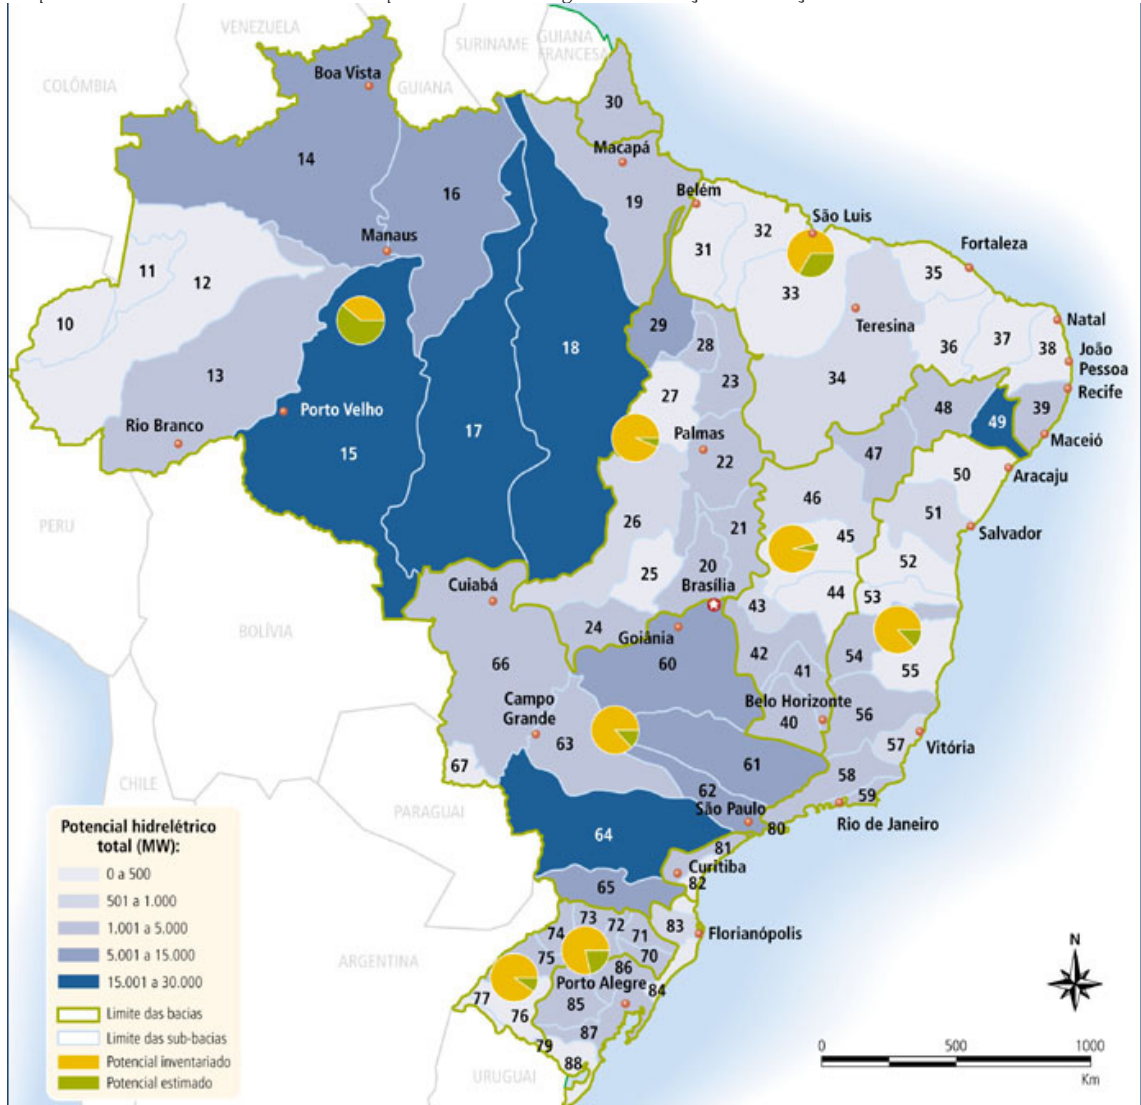 VENEZUELA
SURINAME
GUIANA
FRANCESA
COLÔMBIA
Boa Vista
GUIANA
30
Macapá
14
16
19
Belém
São Luis
32
Manaus
31
Fortaleza
11
12
33
35
10
29
28
Teresina
Natal
18
36
37
38
João
Pessoa
13
27
23
34
Recife
Rio Branco
Porto Velho
17
15
Palmas
48
49
39
Maceió
22
47
50
Aracaju
PERU
46
26
21
45
51
Salvador
25
20
52
Cuiabá
Brasília
44
53
BOLÍVIA
24
Goiânia
43
66
60
42
41
54
55
Campo
Grande
Belo Horizonte
40
56
63
57
Vitória
67
61
58
CHILE
62
59
PARAGUAI
São Paulo
80
Rio de Janeiro
64
81
Curitiba
82
65
73
72
71
83
Florianópolis
74
75
70
ARGENTINA
86
Porto Alegre
84
77
85
76
87
79
88
URUGUAI
Potencial hidrelétrico
total (MW):
0 a 500
501 a 1.000
1.001 a 5.000
5.001 a 15.000
15.001 a 30.000
Limite das bacias
Limite das sub-bacias
Potencial inventariado
Potencial estimado
N
0 500 1000
Km